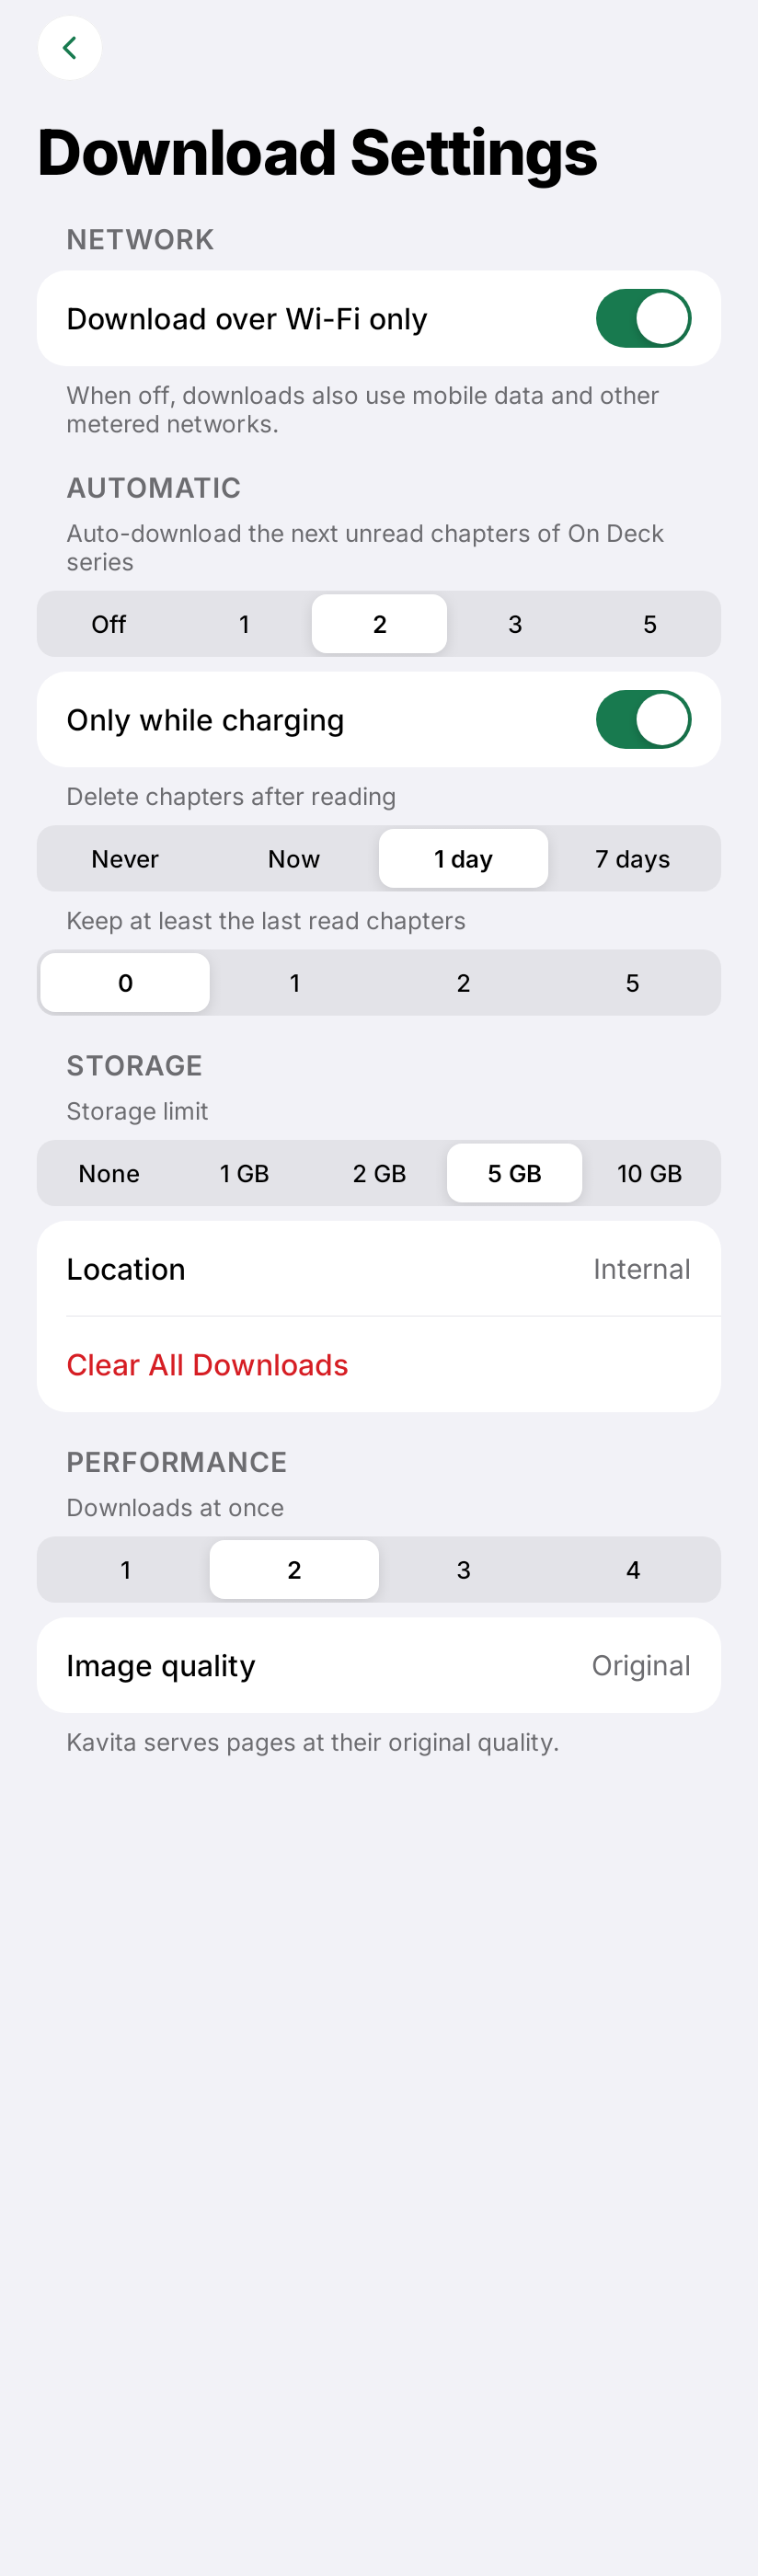 Download Settings
NETWORK
Download over Wi-Fi only
When off, downloads also use mobile data and other
metered networks.
AUTOMATIC
Auto-download the next unread chapters of On Deck
series
Off 1 2 3 5
Only while charging
Delete chapters after reading
Never Now 1 day 7 days
Keep at least the last read chapters
0 1 2 5
STORAGE
Storage limit
None 1 GB 2 GB 5 GB 10 GB
Location Internal
Clear All Downloads
PERFORMANCE
Downloads at once
1 2 3 4
Image quality Original
Kavita serves pages at their original quality.